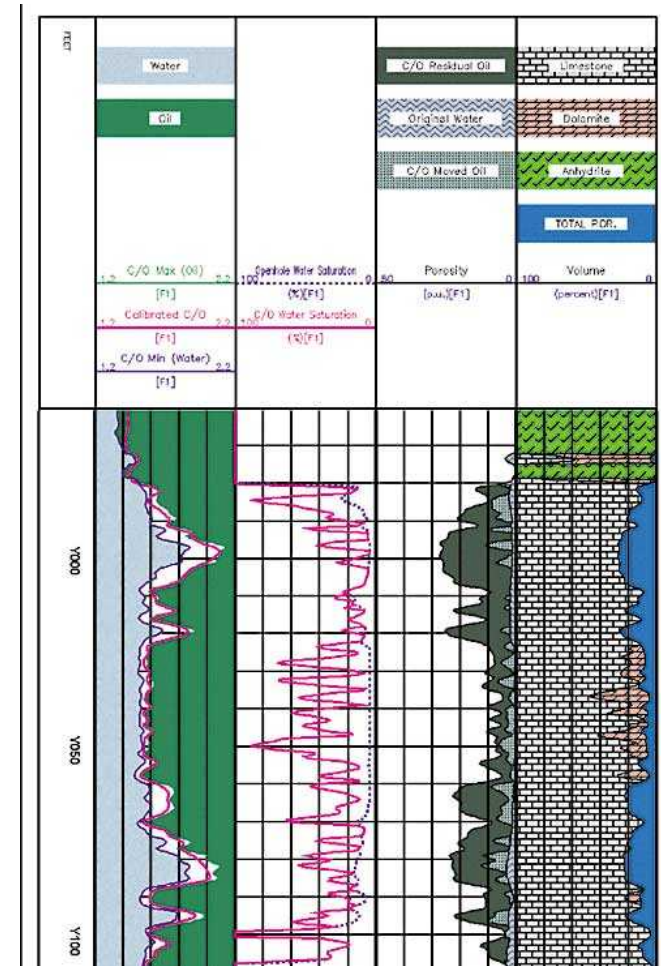 FEET
Water
Oil
C/O Residual Oil
Original Water
C/O Moved Oil
Limestone
Dolomite
Anhydrite
TOTAL POR.
C/O Max (Oil)
1.2 2.2
[F1]
Calibrated C/O
1.2 2.2
[F1]
C/O Min (Water)
1.2 2.2
[F1]
Openhole Water Saturation
100 0
(%)[F1]
C/O Water Saturation
100 0
(%)[F1]
Porosity
50 0
(p.u.)[F1]
Volume
100 0
(percent)[F1]
Y000
Y050
Y100